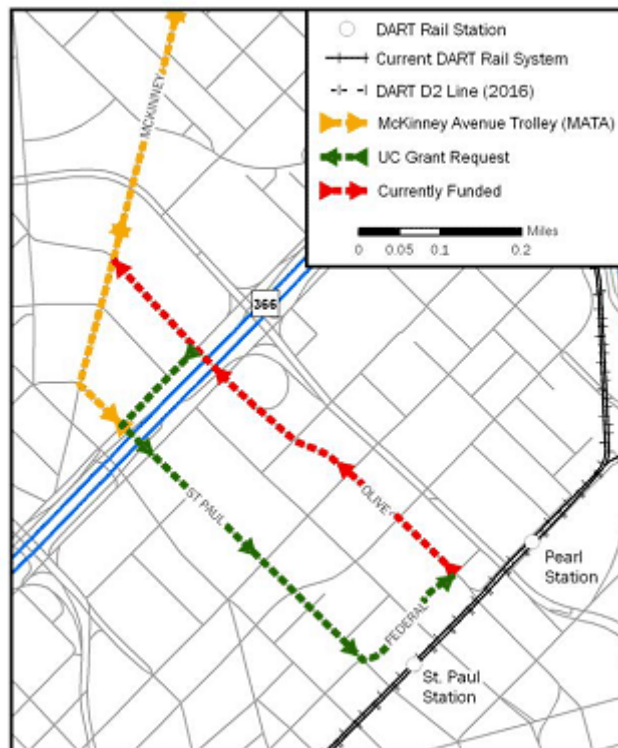 DART Rail Station
Current DART Rail System
DART D2 Line (2016)
McKinney Avenue Trolley (MATA)
UC Grant Request
Currently Funded
Miles
0 0.05 0.1 0.2
MCKINNEY
366
ST PAUL
OLIVE
FEDERAL
Pearl
Station
St. Paul
Station